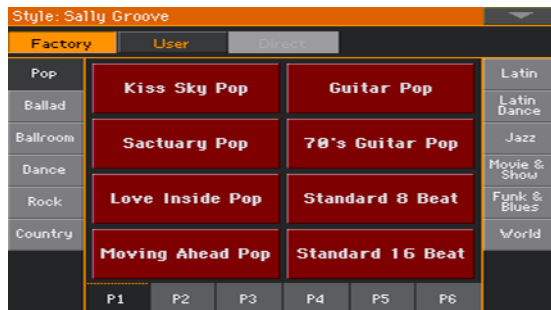 Style: Sally Groove
Factory
User
Direct
Pop
Ballad
Ballroom
Dance
Rock
Country
Kiss Sky Pop
Guitar Pop
Sactuary Pop
70's Guitar Pop
Love Inside Pop
Standard 8 Beat
Moving Ahead Pop
Standard 16 Beat
Latin
Latin
Dance
Jazz
Movie &
Show
Funk &
Blues
World
P1
P2
P3
P4
P5
P6